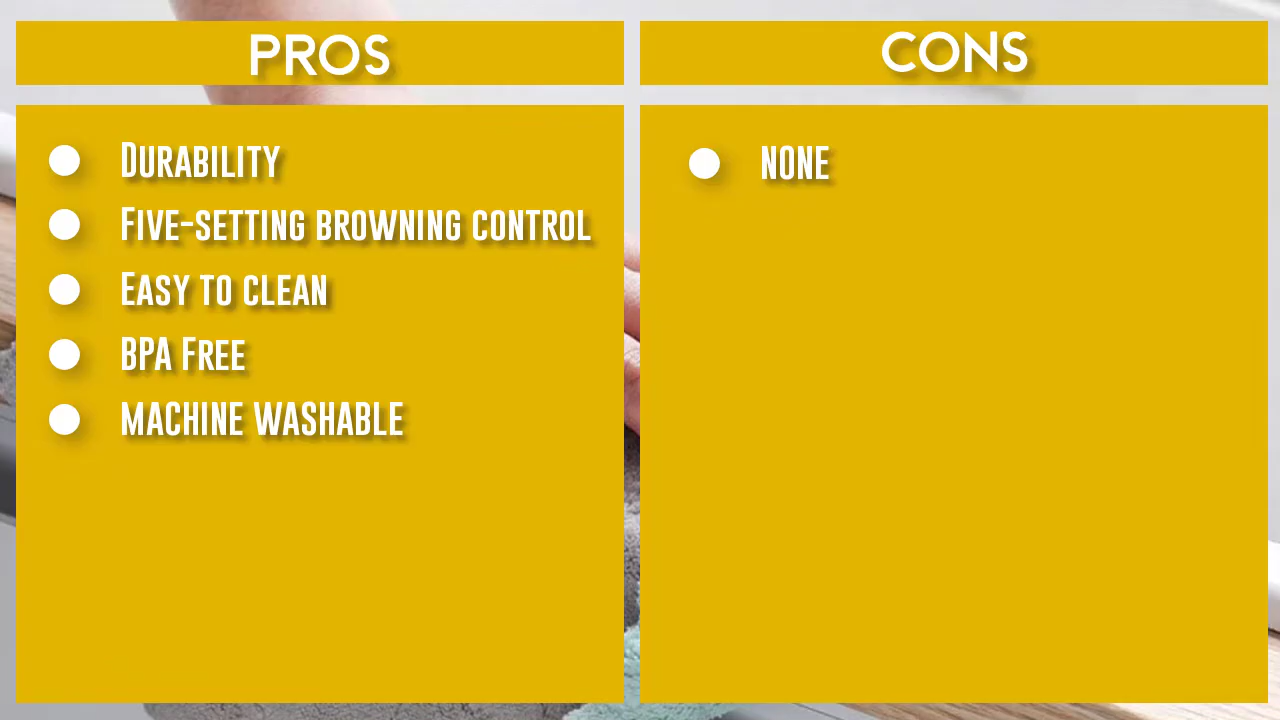 PROS
Durability
Five-setting browning control
Easy to clean
BPA Free
machine washable
CONS
none